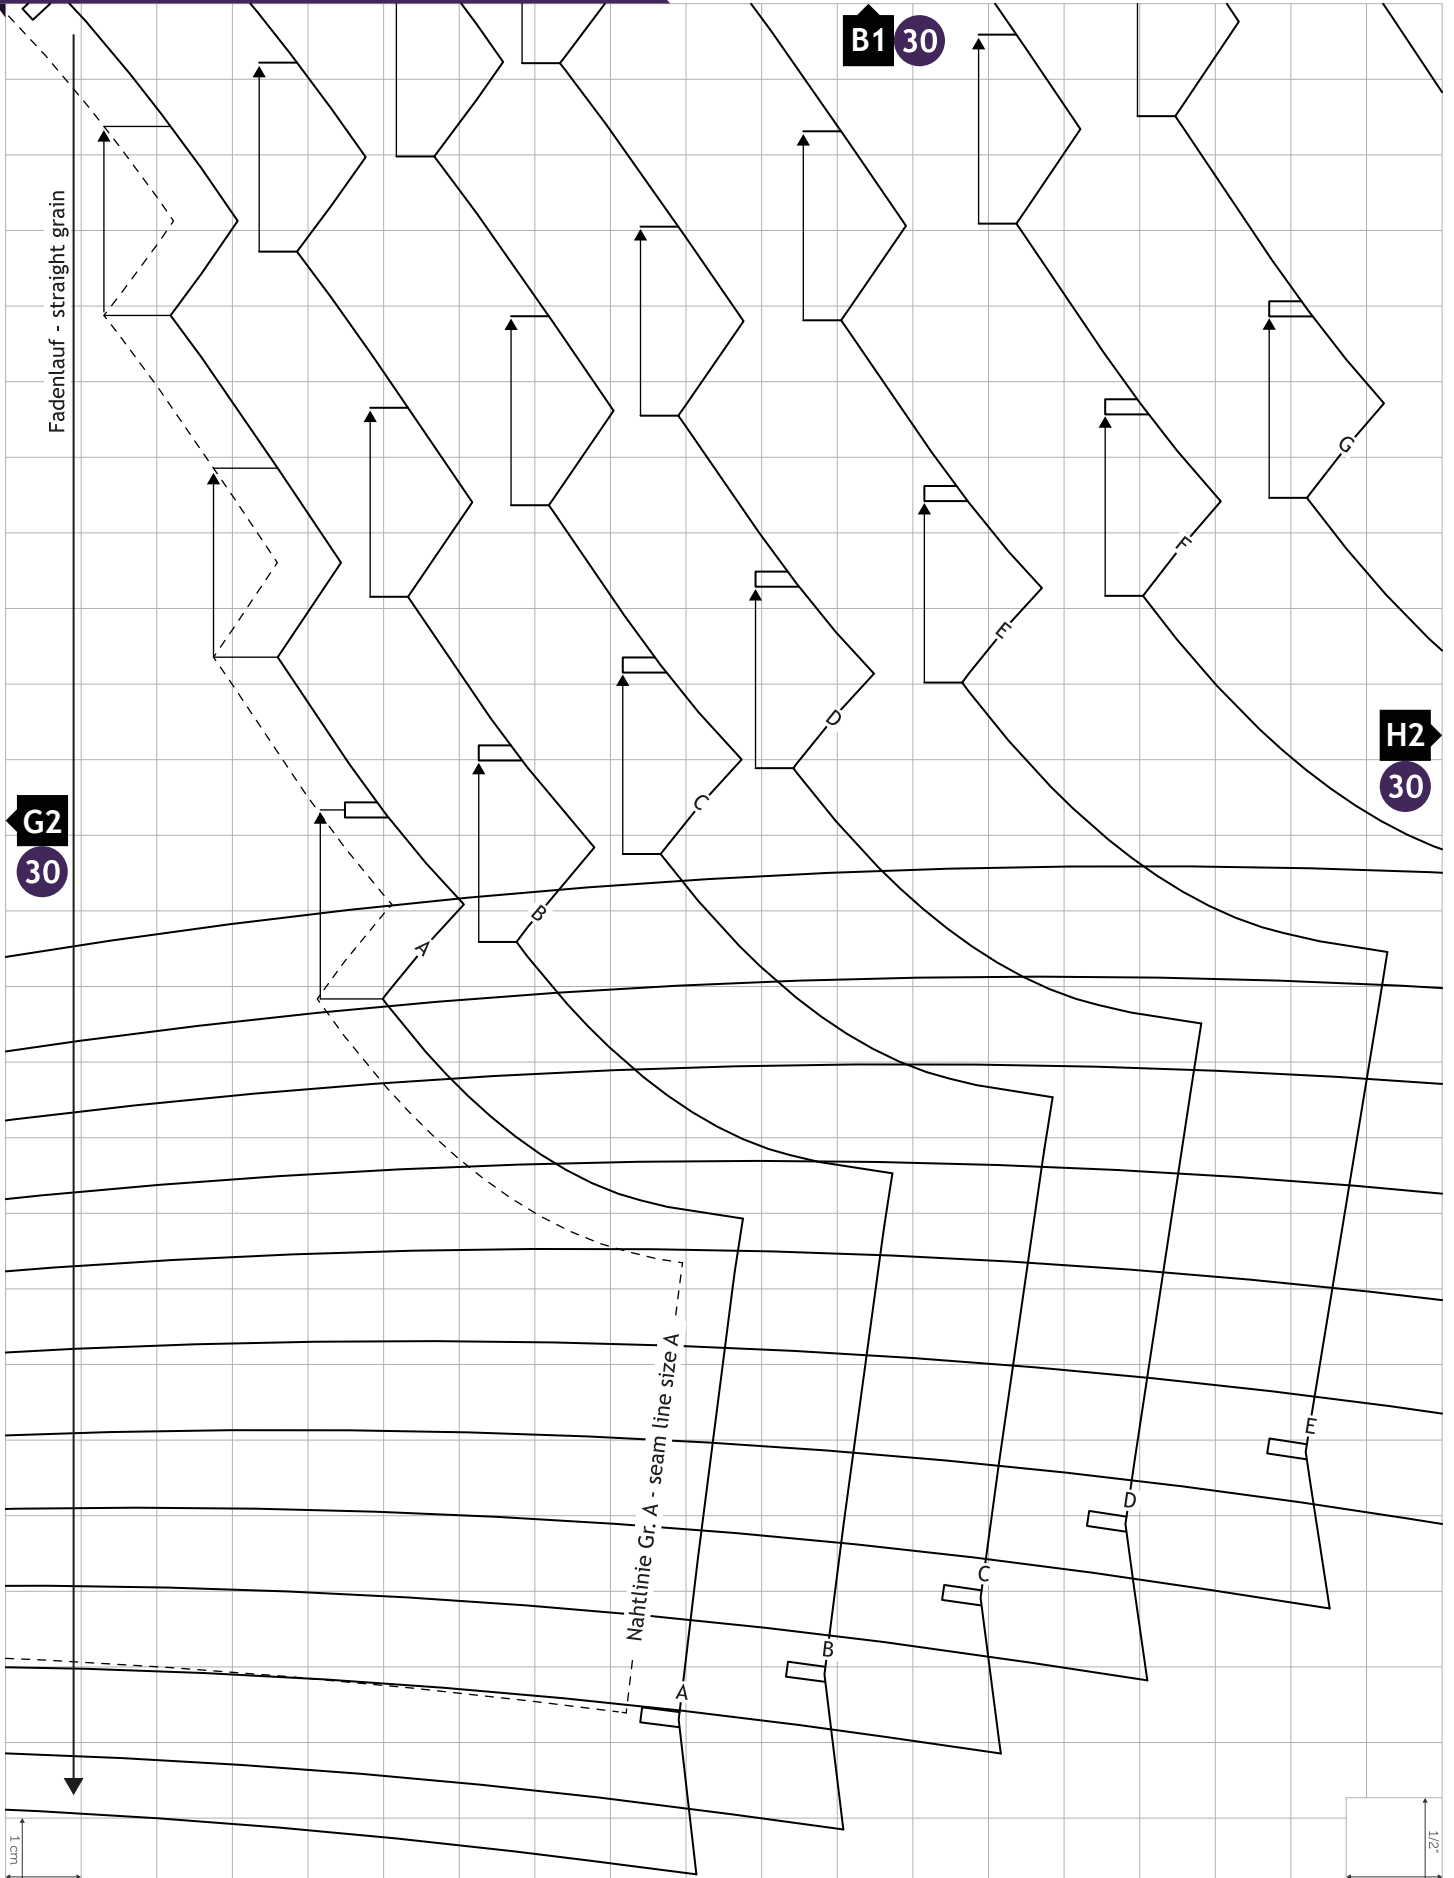 B1
30
Fadenlauf - straight grain
G
F
E
D
H2
30
C
G2
30
B
A
Nahtlinie Gr. A - seam line size A
E
D
C
B
A
1 cm
1/2"